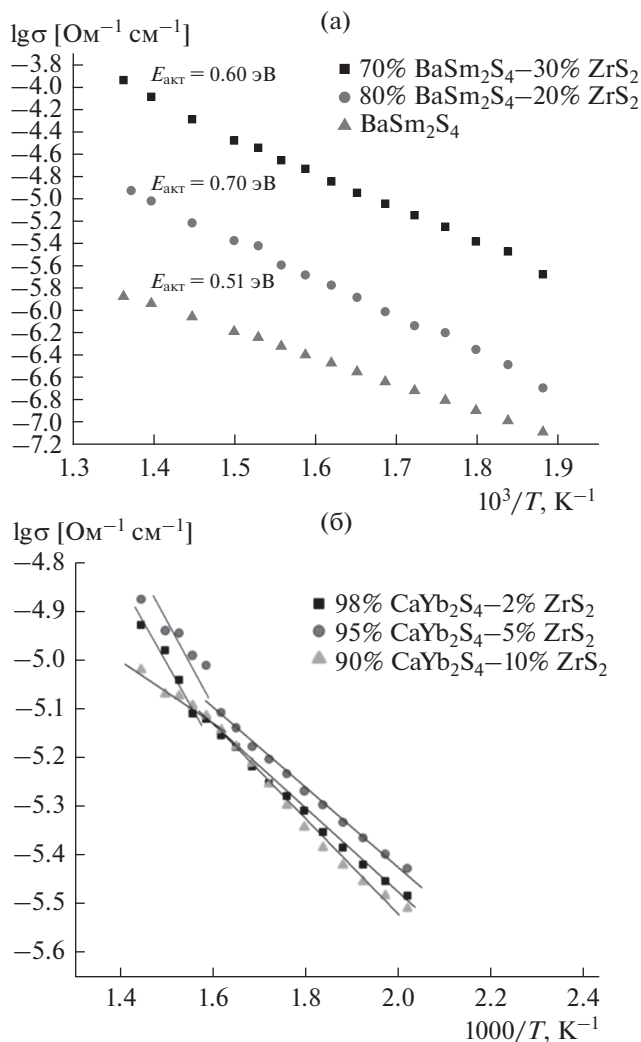 (а)
lgσ [Ом⁻¹ см⁻¹]
−3.8
−4.0
−4.2
−4.4
−4.6
−4.8
−5.0
−5.2
−5.4
−5.6
−5.8
−6.0
−6.2
−6.4
−6.6
−6.8
−7.0
−7.2
Eакт = 0.60 эВ
Eакт = 0.70 эВ
Eакт = 0.51 эВ
70% BaSm₂S₄–30% ZrS₂
80% BaSm₂S₄–20% ZrS₂
BaSm₂S₄
1.3 1.4 1.5 1.6 1.7 1.8 1.9
10³/T, K⁻¹
(б)
lgσ [Ом⁻¹ см⁻¹]
−4.8
−4.9
−5.0
−5.1
−5.2
−5.3
−5.4
−5.5
−5.6
98% CaYb₂S₄–2% ZrS₂
95% CaYb₂S₄–5% ZrS₂
90% CaYb₂S₄–10% ZrS₂
1.4 1.6 1.8 2.0 2.2 2.4
1000/T, K⁻¹